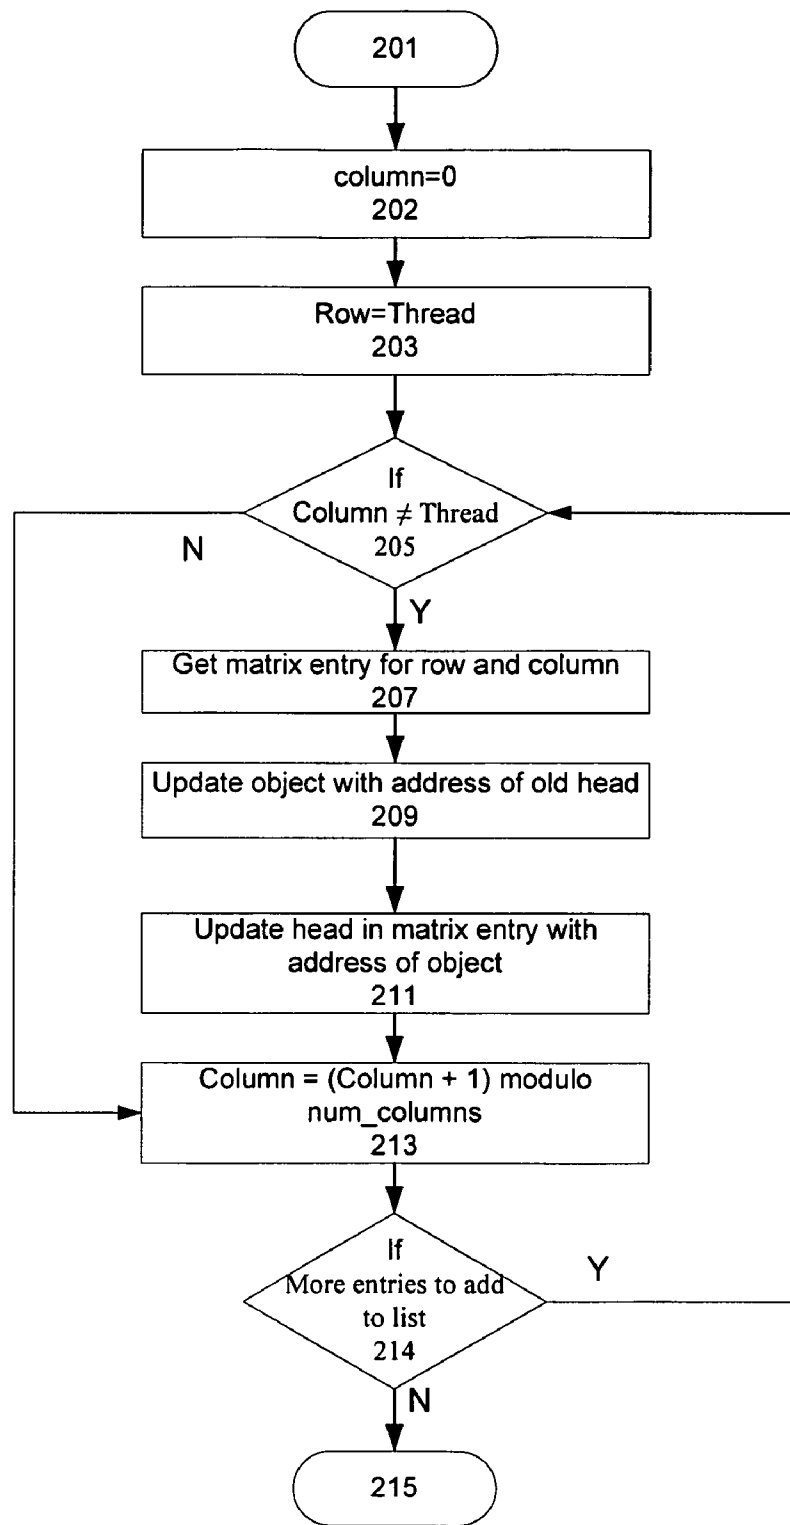 201
column=0
202
Row=Thread
203
If
Column ≠ Thread
205
N
Y
Get matrix entry for row and column
207
Update object with address of old head
209
Update head in matrix entry with
address of object
211
Column = (Column + 1) modulo
num_columns
213
If
More entries to add
to list
214
Y
N
215